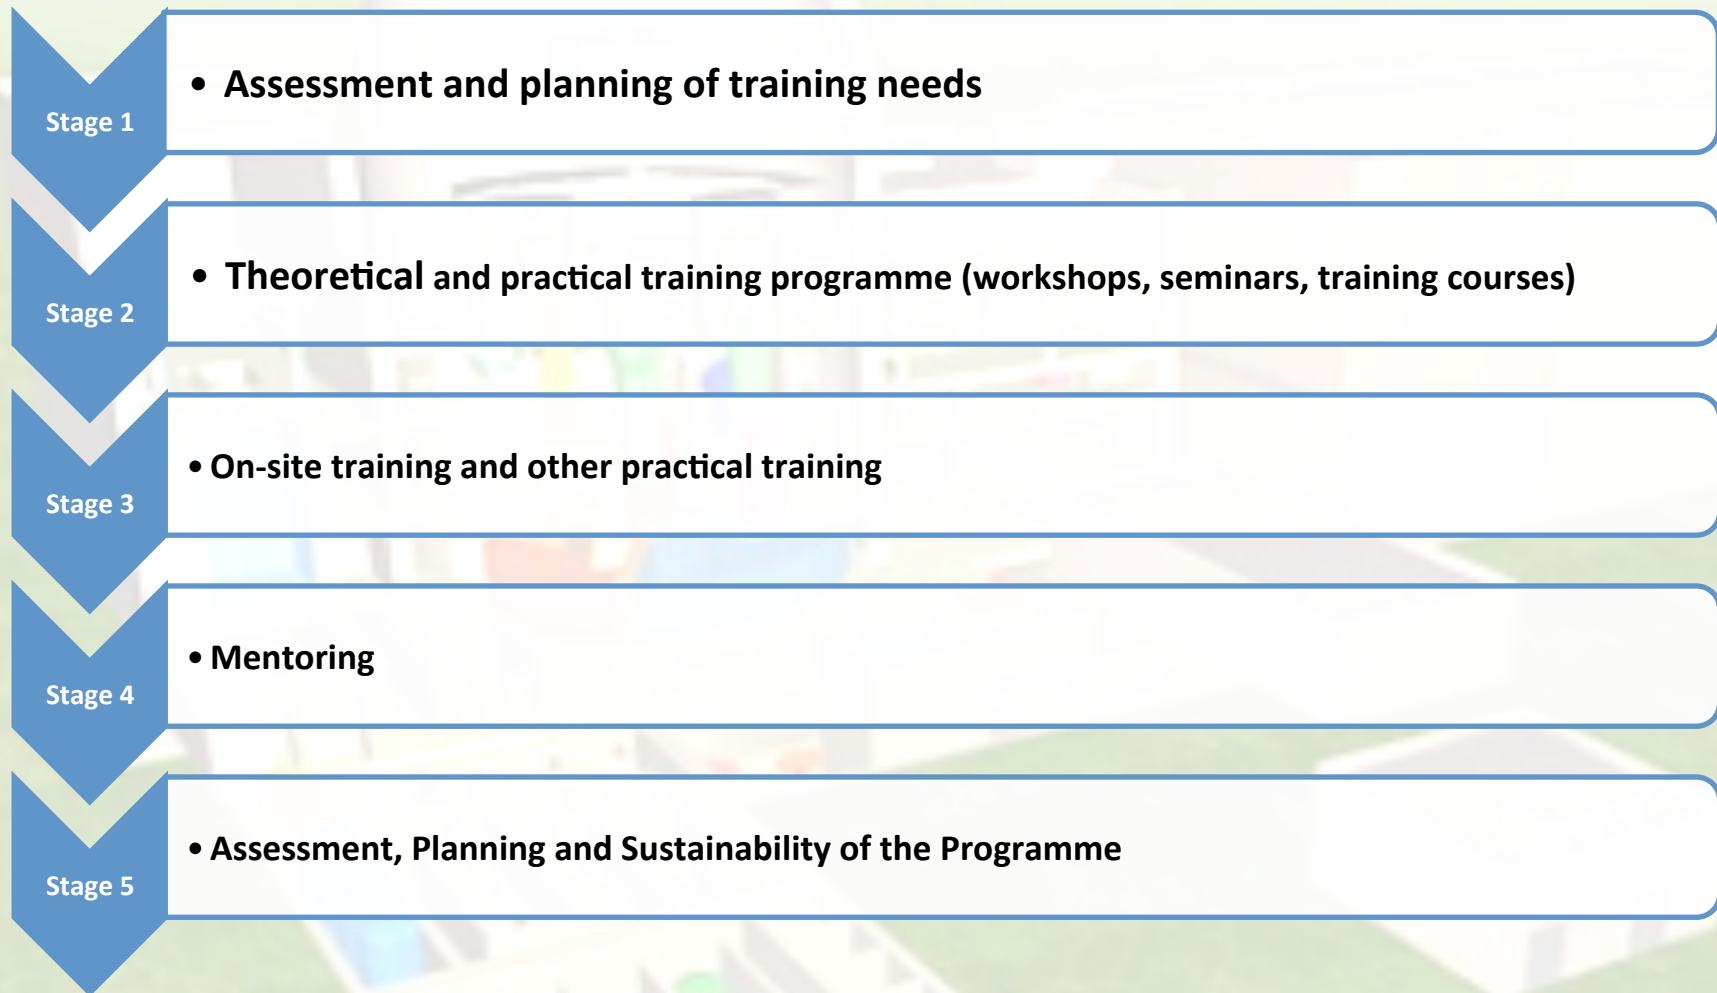 Stage 1
• Assessment and planning of training needs
Stage 2
• Theoretical and practical training programme (workshops, seminars, training courses)
Stage 3
• On-site training and other practical training
Stage 4
• Mentoring
Stage 5
• Assessment, Planning and Sustainability of the Programme